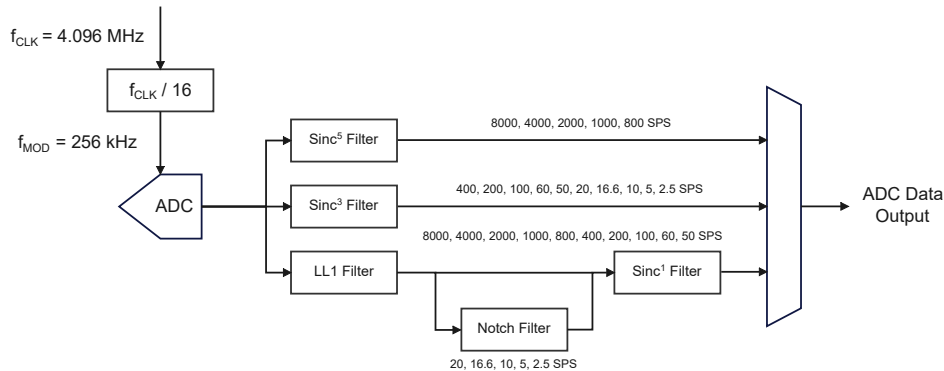 f_CLK = 4.096 MHz
f_CLK / 16
f_MOD = 256 kHz
ADC
Sinc⁵ Filter
8000, 4000, 2000, 1000, 800 SPS
Sinc³ Filter
400, 200, 100, 60, 50, 20, 16.6, 10, 5, 2.5 SPS
8000, 4000, 2000, 1000, 800, 400, 200, 100, 60, 50 SPS
LL1 Filter
Sinc¹ Filter
Notch Filter
20, 16.6, 10, 5, 2.5 SPS
ADC Data
Output